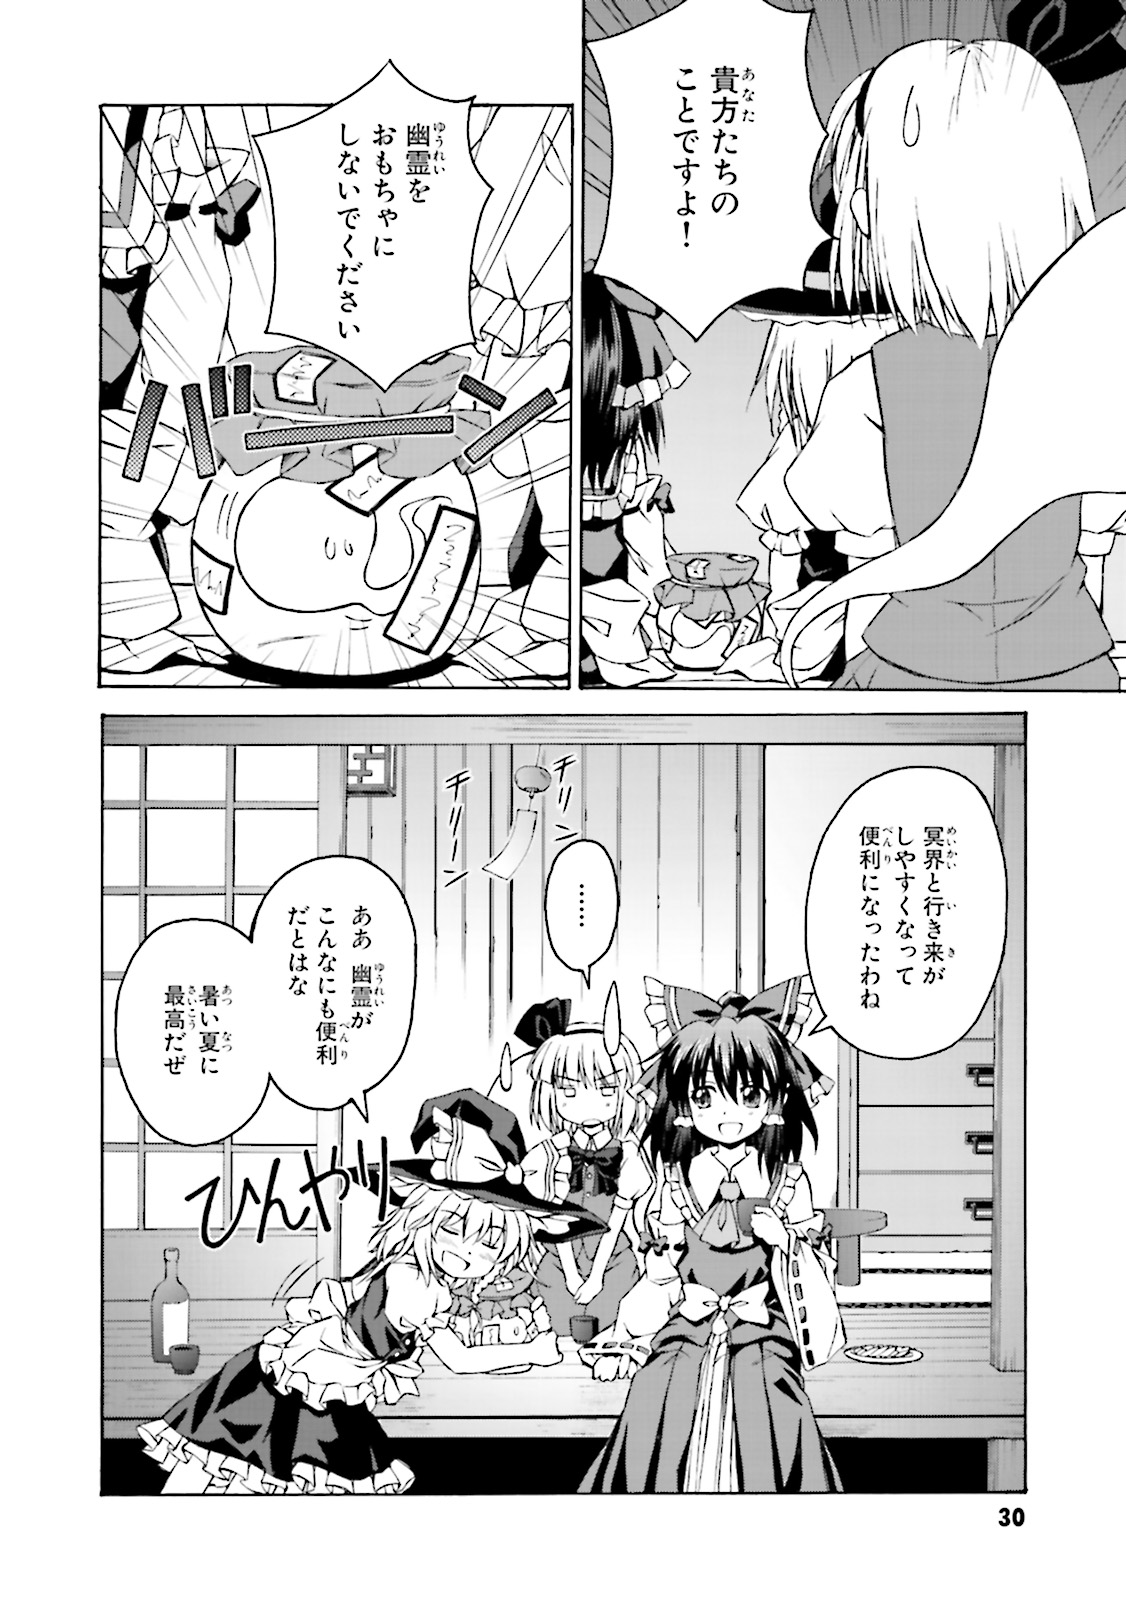 貴方たちの
ことですよ！
幽霊を
おもちゃに
しないでください
冥界と行き来が
しやすくなって
便利になったわね
チリン
チリーン
……
ああ 幽霊が
こんなにも便利
だとはな
暑い夏に
最高だぜ
ひんやり
30